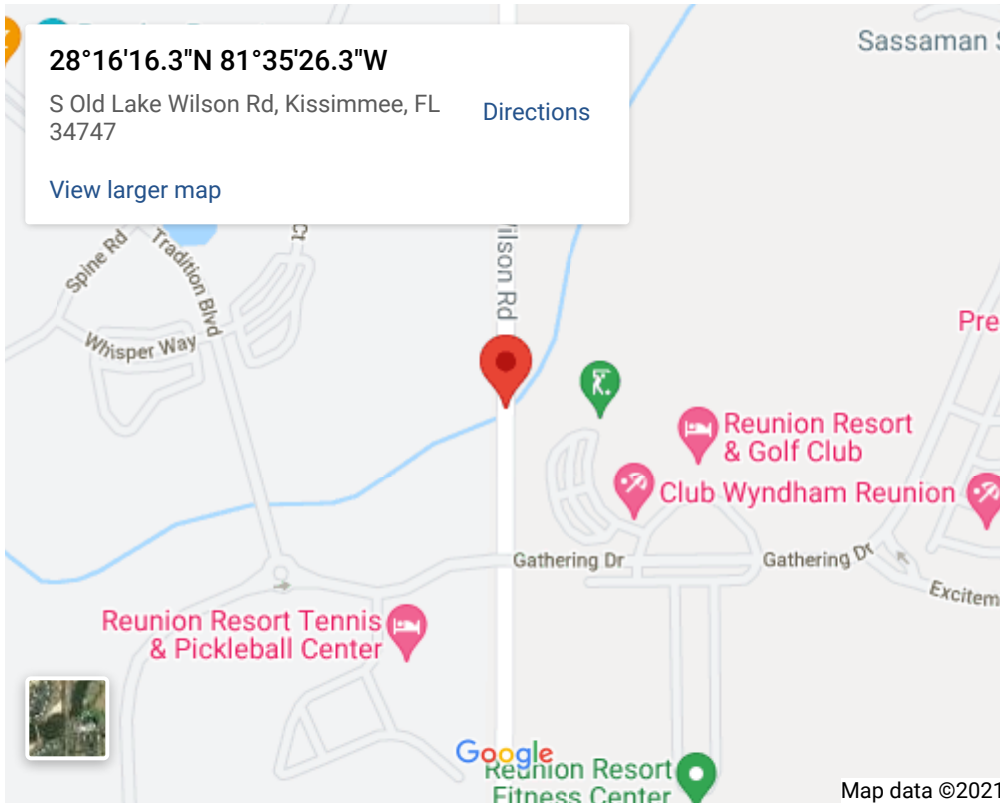 28°16'16.3"N 81°35'26.3"W
S Old Lake Wilson Rd, Kissimmee, FL
34747
Directions
View larger map
Sassaman
Spine Rd
Tradition Blvd
Ct
Whisper Way
Wilson Rd
Pre
Reunion Resort
& Golf Club
Club Wyndham Reunion
Gathering Dr
Gathering Dr
Excitem
Reunion Resort Tennis
& Pickleball Center
Google
Reunion Resort
Fitness Center
Map data ©2021